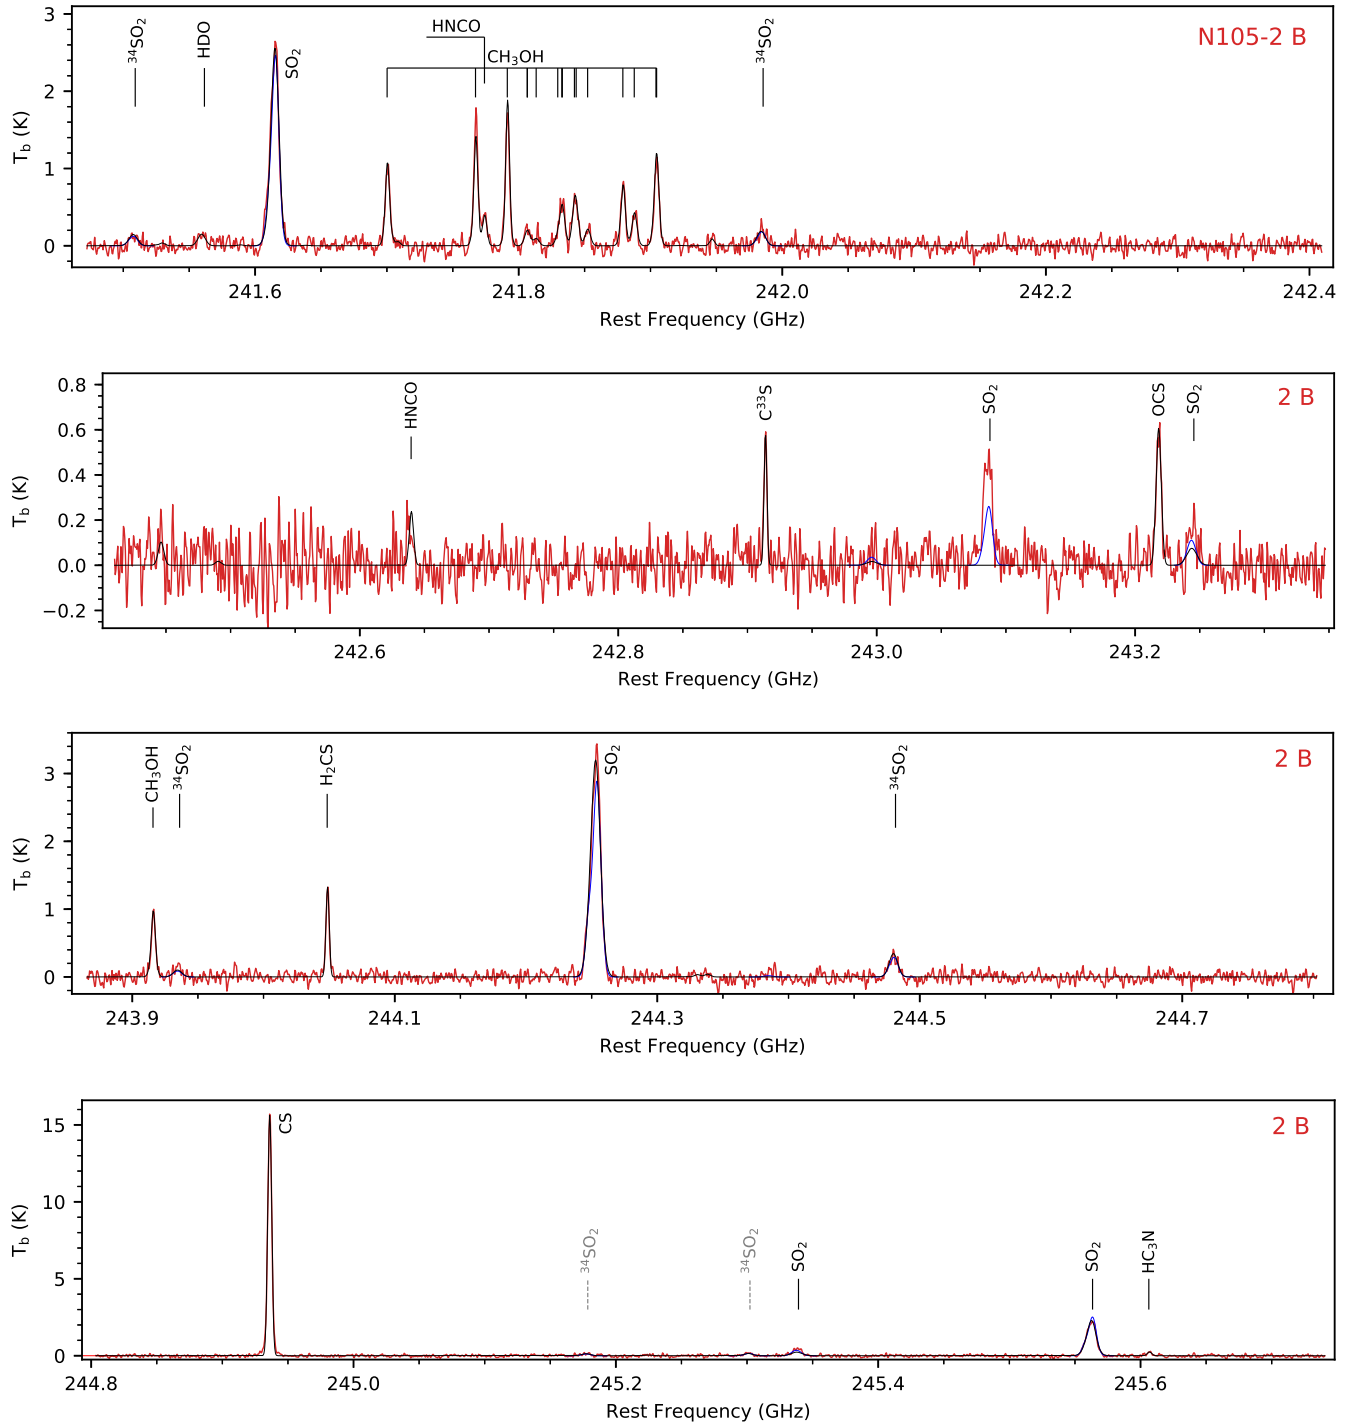 N105-2 B
³⁴SO₂
HDO
SO₂
HNCO
CH₃OH
³⁴SO₂
T_b (K)
3
2
1
0
241.6 241.8 242.0 242.2 242.4
Rest Frequency (GHz)
2 B
HNCO
C³³S
SO₂
OCS
SO₂
T_b (K)
0.8
0.6
0.4
0.2
0.0
−0.2
242.6 242.8 243.0 243.2
Rest Frequency (GHz)
2 B
CH₃OH
³⁴SO₂
H₂CS
SO₂
³⁴SO₂
T_b (K)
3
2
1
0
243.9 244.1 244.3 244.5 244.7
Rest Frequency (GHz)
2 B
CS
³⁴SO₂
³⁴SO₂
SO₂
SO₂
HC₃N
T_b (K)
15
10
5
0
244.8 245.0 245.2 245.4 245.6
Rest Frequency (GHz)